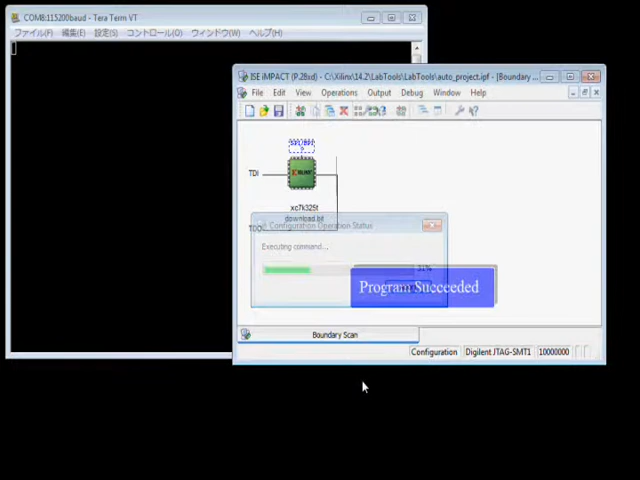 COM8:115200baud - Tera Term VT
ファイル(F) 編集(E) 設定(S) コントロール(O) ウィンドウ(W) ヘルプ(H)
ISE iMPACT (P.28xd) - C:\Xilinx\14.2\LabTools\LabTools\auto_project.ipf - [Boundary
File Edit View Operations Output Debug Window Help
TDI
xc7k325t
download.bit
TDO
Configuration Operation Status
Executing command...
31%
Program Succeeded
Boundary Scan
Configuration Digilent JTAG-SMT1 10000000